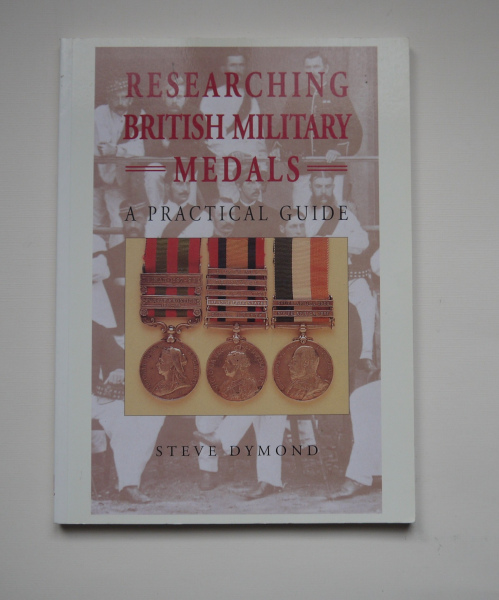 RESEARCHING
BRITISH MILITARY
MEDALS
A PRACTICAL GUIDE
STEVE DYMOND